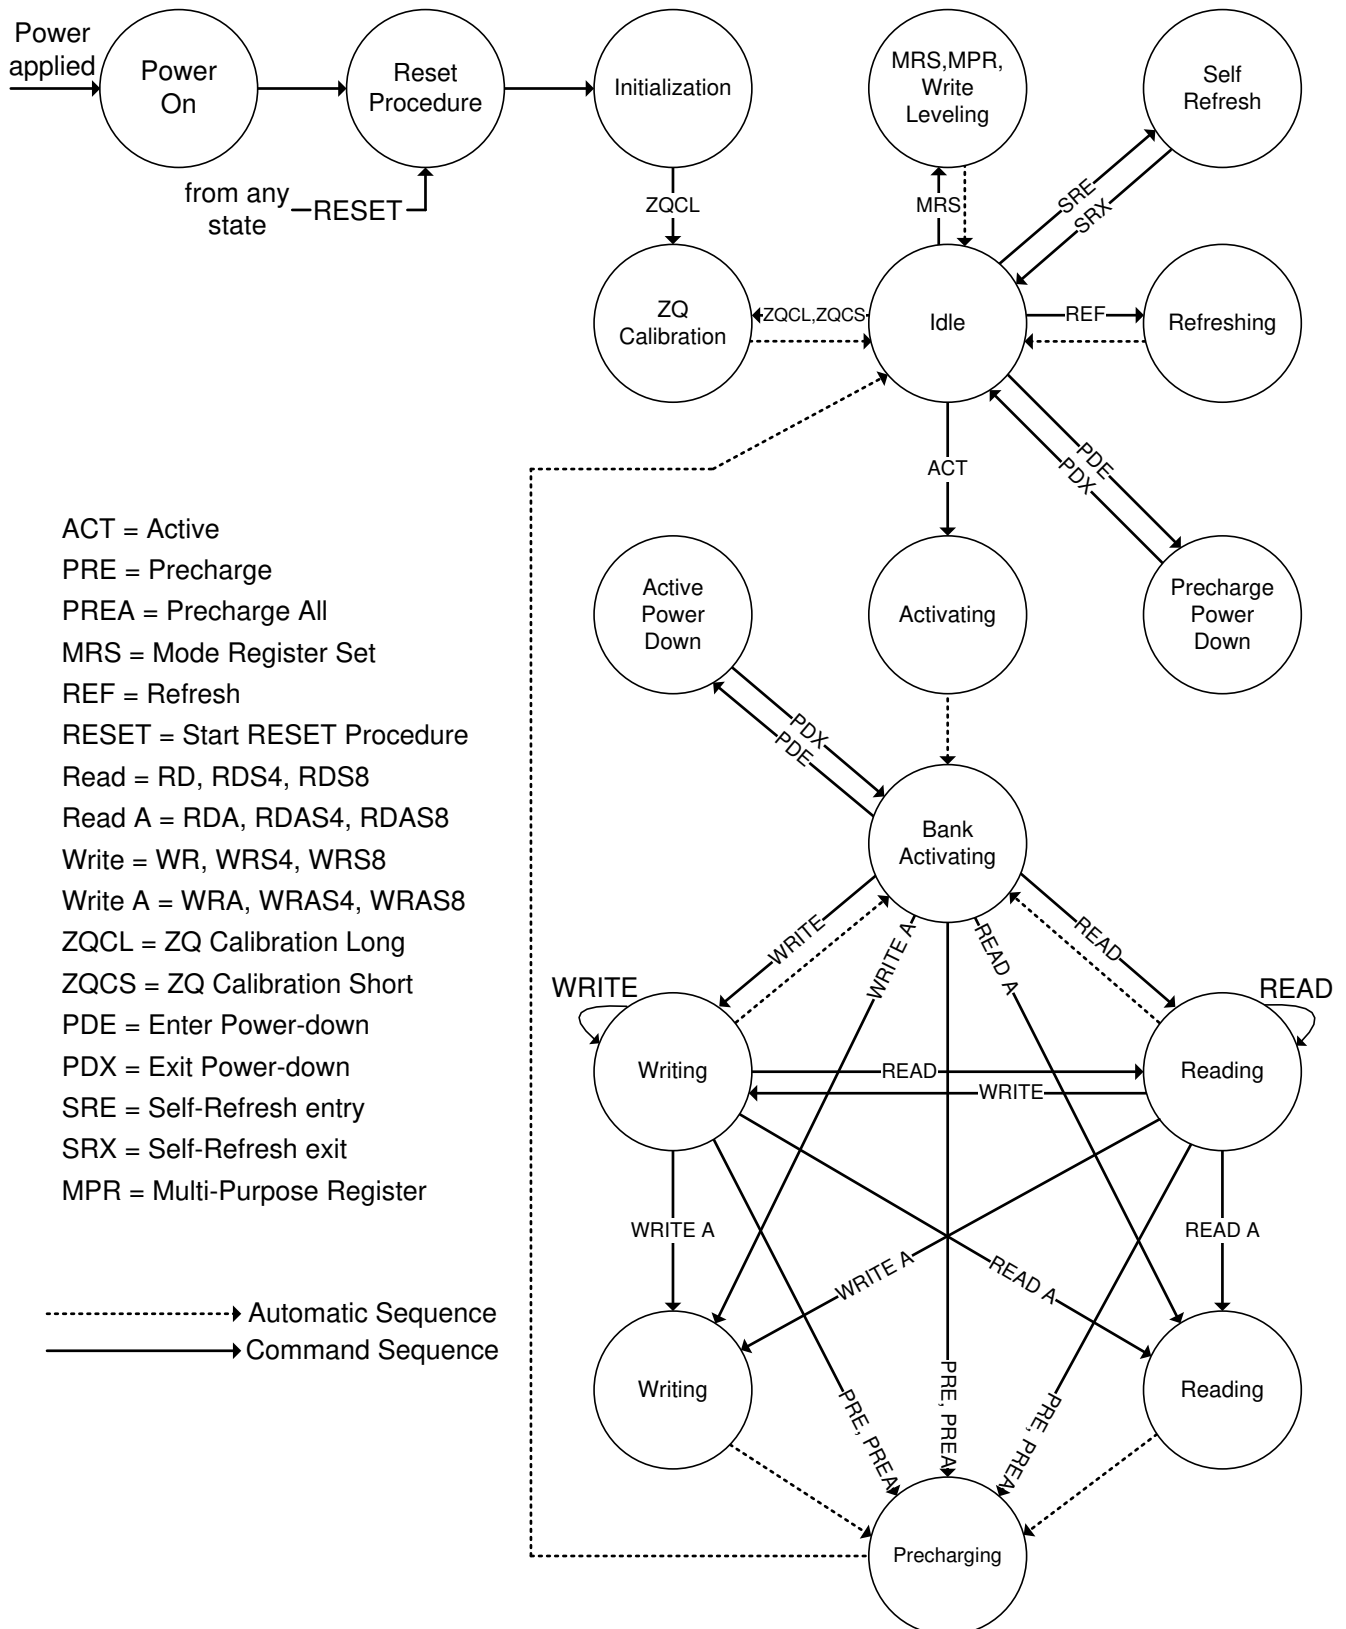 Power
applied
Power
On
Reset
Procedure
Initialization
MRS,MPR,
Write
Leveling
Self
Refresh
from any
state
RESET
ZQCL
MRS
SRE
SRX
ZQ
Calibration
ZQCL,ZQCS
Idle
REF
Refreshing
ACT
PDE
PDX
ACT = Active
PRE = Precharge
PREA = Precharge All
MRS = Mode Register Set
REF = Refresh
RESET = Start RESET Procedure
Read = RD, RDS4, RDS8
Read A = RDA, RDAS4, RDAS8
Write = WR, WRS4, WRS8
Write A = WRA, WRAS4, WRAS8
ZQCL = ZQ Calibration Long
ZQCS = ZQ Calibration Short
PDE = Enter Power-down
PDX = Exit Power-down
SRE = Self-Refresh entry
SRX = Self-Refresh exit
MPR = Multi-Purpose Register
Automatic Sequence
Command Sequence
Active
Power
Down
Activating
Precharge
Power
Down
PDX
PDE
Bank
Activating
WRITE
WRITE A
READ A
READ
WRITE
READ
Writing
READ
WRITE
Reading
WRITE A
WRITE A
READ A
READ A
Writing
PRE, PREA
PRE, PREA
PRE, PREA
Reading
Precharging